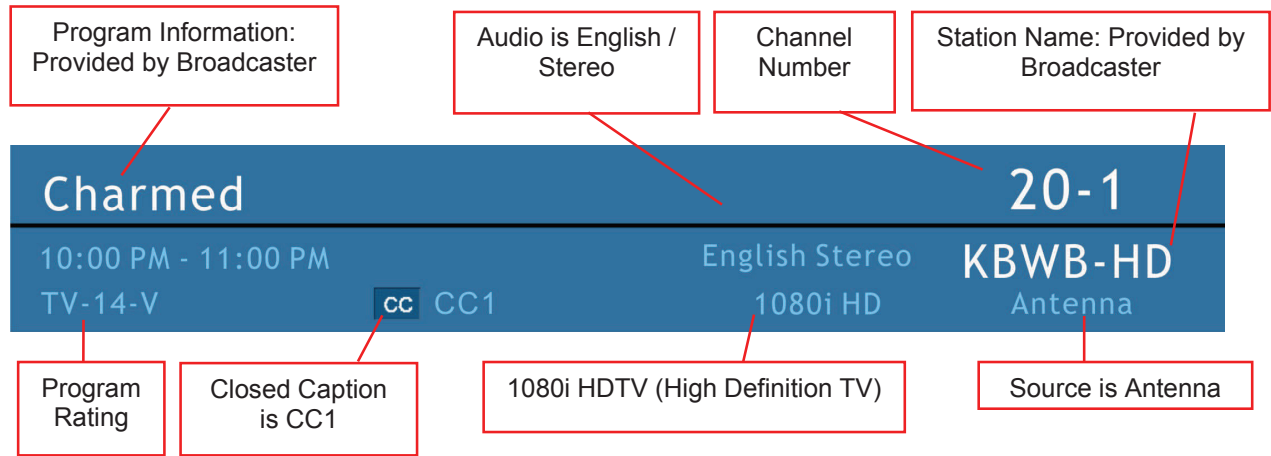 Program Information:
Provided by Broadcaster
Audio is English /
Stereo
Channel
Number
Station Name: Provided by
Broadcaster
Charmed
20-1
10:00 PM - 11:00 PM
English Stereo
KBWB-HD
TV-14-V
CC CC1
1080i HD
Antenna
Program
Rating
Closed Caption
is CC1
1080i HDTV (High Definition TV)
Source is Antenna